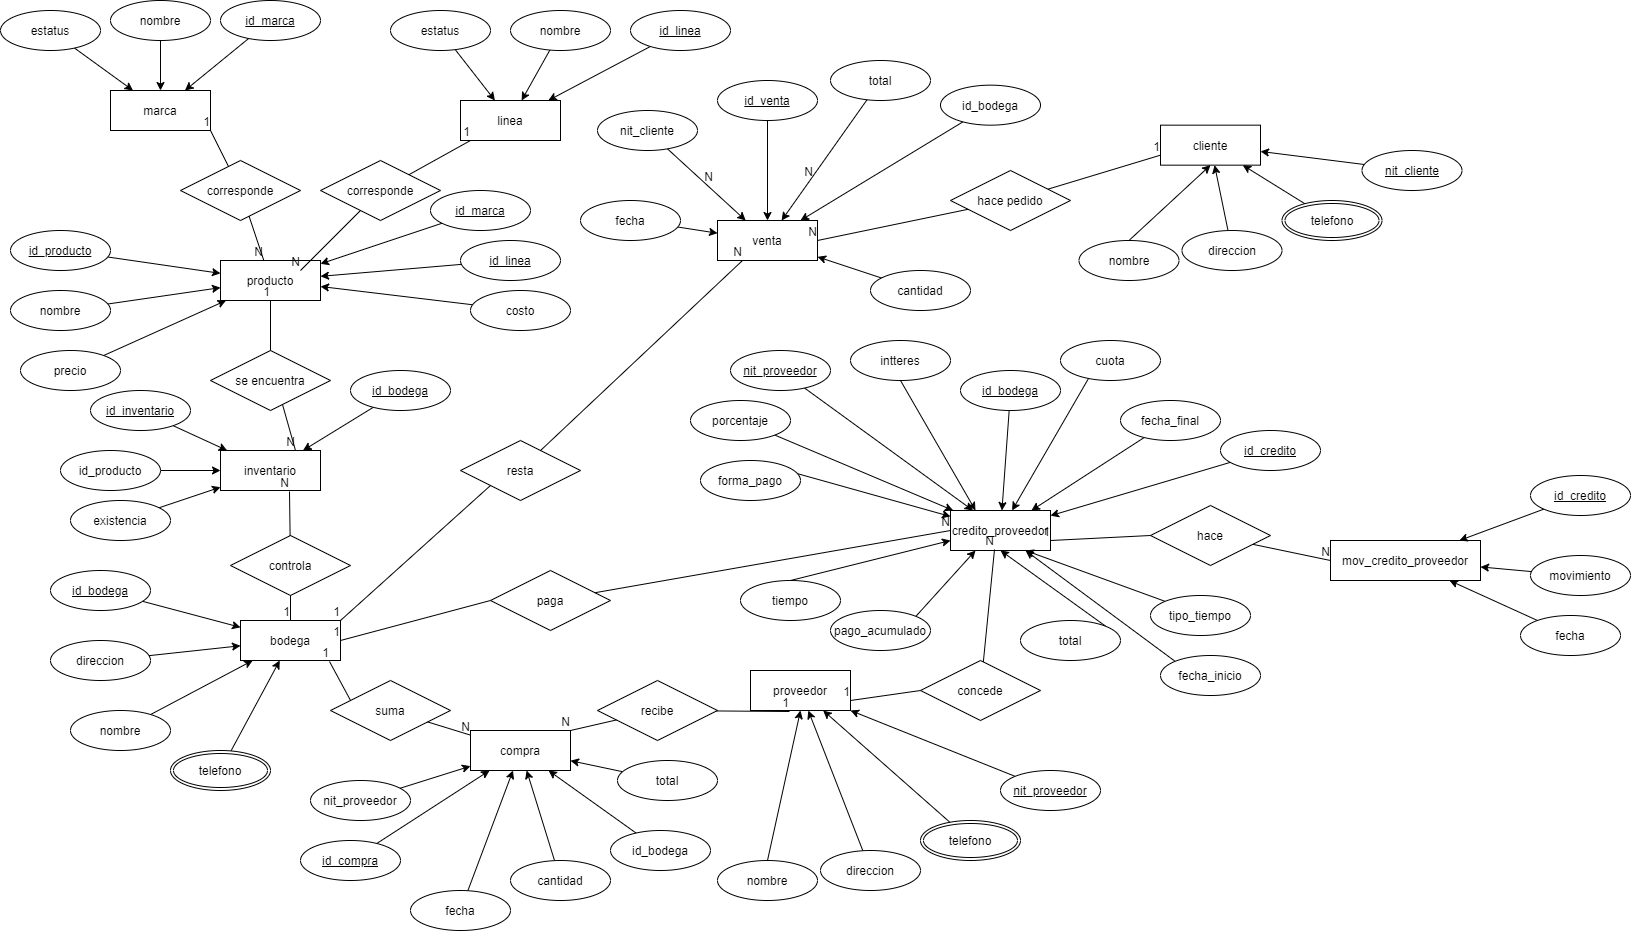 estatus
nombre
id_marca
marca
1
estatus
nombre
id_linea
linea
1
corresponde
corresponde
N
N
id_producto
nombre
precio
id_marca
id_linea
costo
producto
1
se encuentra
N
id_inventario
id_bodega
id_producto
existencia
inventario
N
controla
1
id_bodega
direccion
nombre
telefono
bodega
1
1
1
resta
N
nit_cliente
id_venta
total
id_bodega
N
N
fecha
venta
N
cantidad
hace pedido
1
cliente
nit_cliente
nombre
direccion
telefono
nit_proveedor
intteres
cuota
id_bodega
porcentaje
fecha_final
forma_pago
id_credito
N
credito_proveedor
1
N
tiempo
pago_acumulado
total
tipo_tiempo
fecha_inicio
hace
N
mov_credito_proveedor
id_credito
movimiento
fecha
paga
concede
suma
N
recibe
N
proveedor
1
1
compra
nit_proveedor
id_compra
fecha
cantidad
id_bodega
total
nombre
direccion
telefono
nit_proveedor